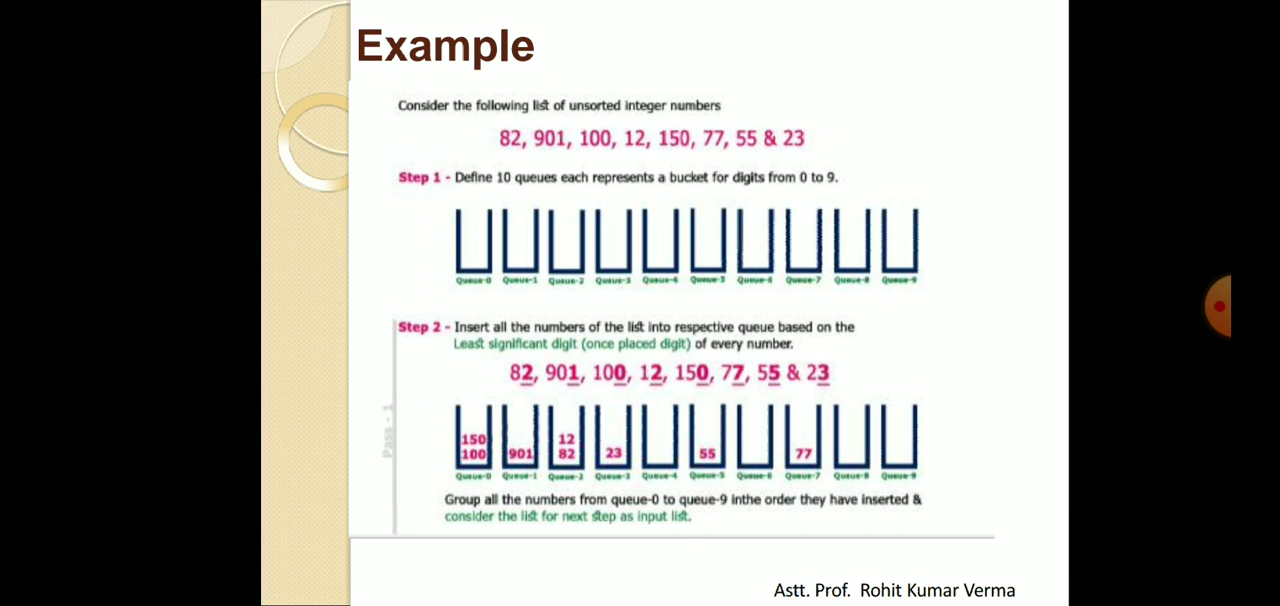 Example
Consider the following list of unsorted integer numbers
82, 901, 100, 12, 150, 77, 55 & 23
Step 1 - Define 10 queues each represents a bucket for digits from 0 to 9.
Queue-0 Queue-1 Queue-2 Queue-3 Queue-4 Queue-5 Queue-6 Queue-7 Queue-8 Queue-9
Step 2 - Insert all the numbers of the list into respective queue based on the
Least significant digit (once placed digit) of every number.
82, 901, 100, 12, 150, 77, 55 & 23
Pass - 1
150 12
100 901 82 23 55 77
Queue-0 Queue-1 Queue-2 Queue-3 Queue-4 Queue-5 Queue-6 Queue-7 Queue-8 Queue-9
Group all the numbers from queue-0 to queue-9 inthe order they have inserted &
consider the list for next step as input list.
Astt. Prof. Rohit Kumar Verma